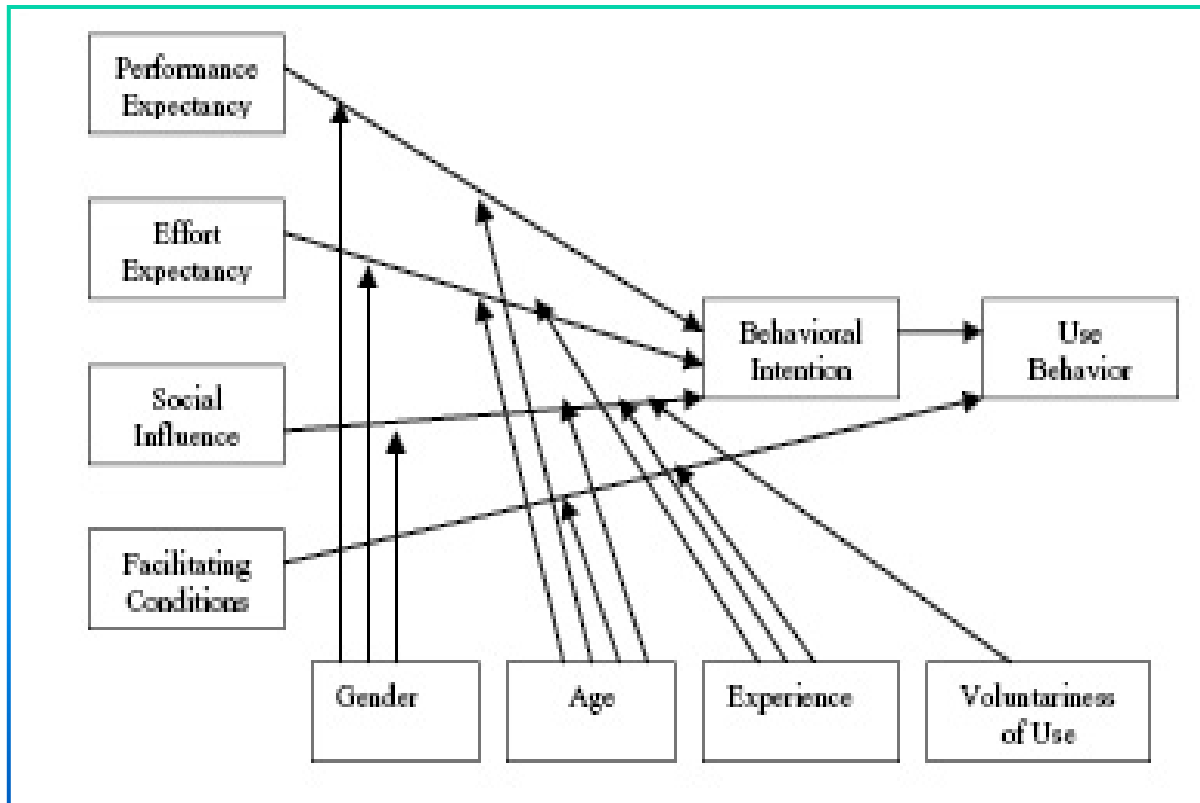 Performance
Expectancy
Effort
Expectancy
Social
Influence
Facilitating
Conditions
Behavioral
Intention
Use
Behavior
Gender
Age
Experience
Voluntariness
of Use